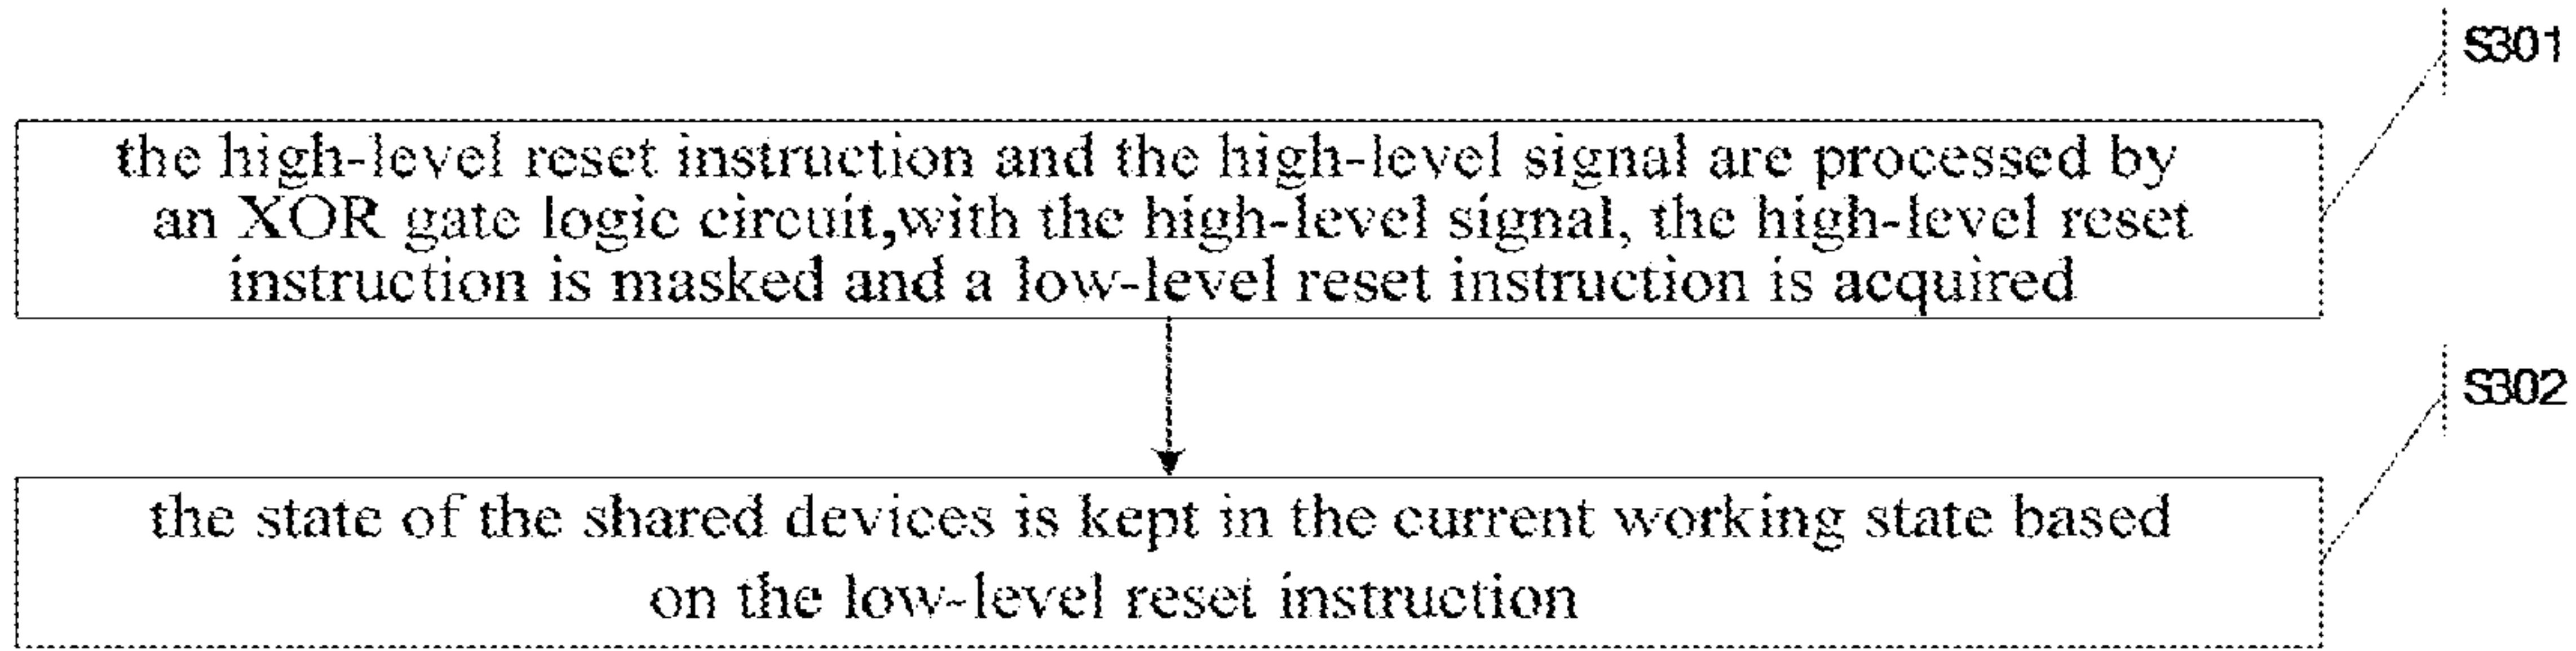 S301
the high-level reset instruction and the high-level signal are processed by
an XOR gate logic circuit,with the high-level signal, the high-level reset
instruction is masked and a low-level reset instruction is acquired
S302
the state of the shared devices is kept in the current working state based
on the low-level reset instruction